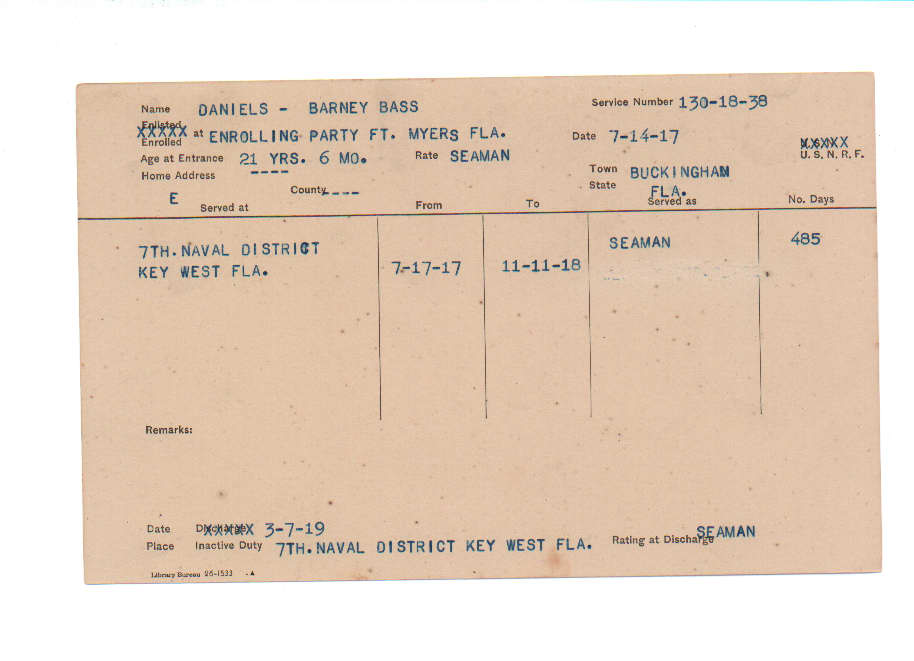 Name DANIELS - BARNEY BASS Service Number 130-18-38
Enlisted
XXXXX at ENROLLING PARTY FT. MYERS FLA. Date 7-14-17 XXXXX
Enrolled
Age at Entrance 21 YRS. 6 MO. Rate SEAMAN U. S. N. R. F.
Home Address ---- Town BUCKINGHAM
E County ---- State FLA.
Served at From To Served as No. Days
7TH. NAVAL DISTRICT SEAMAN 485
KEY WEST FLA. 7-17-17 11-11-18
Remarks:
Date Discharge XXXXX 3-7-19 SEAMAN
Place Inactive Duty 7TH. NAVAL DISTRICT KEY WEST FLA. Rating at Discharge
Library Bureau 26-1533 A